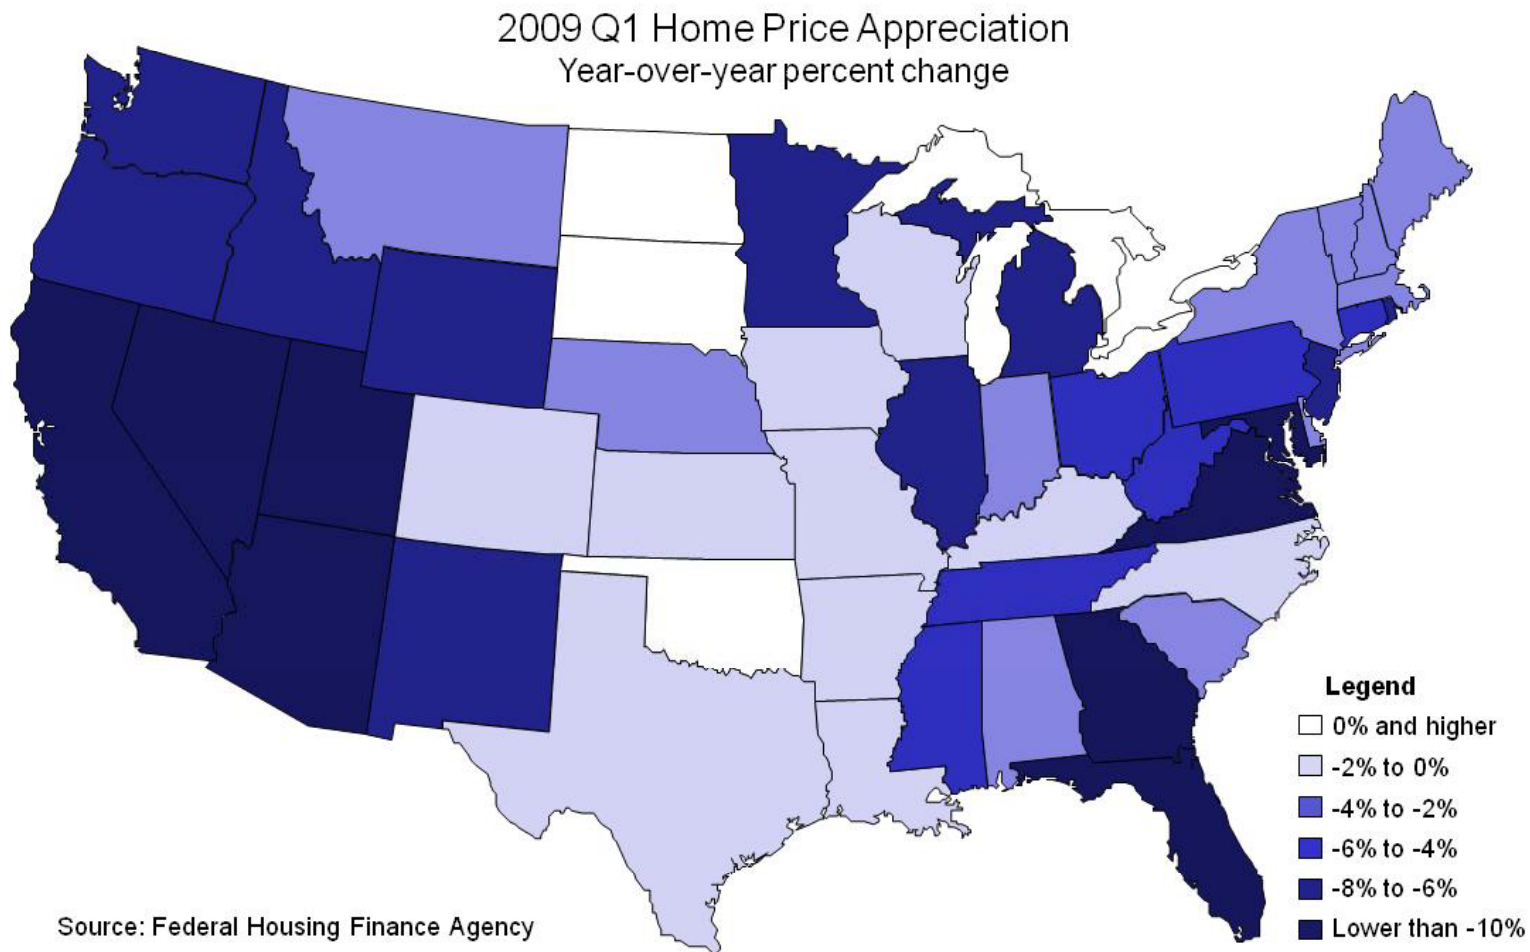 2009 Q1 Home Price Appreciation
Year-over-year percent change
Legend
0% and higher
-2% to 0%
-4% to -2%
-6% to -4%
-8% to -6%
Lower than -10%
Source: Federal Housing Finance Agency